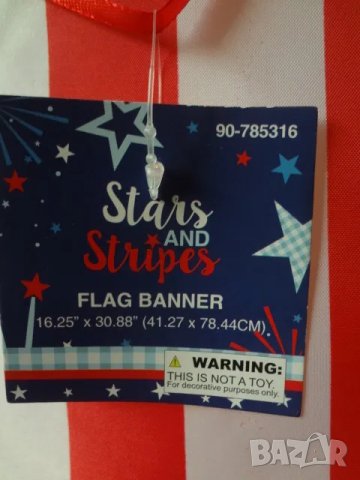 90-785316
Stars
AND
Stripes
FLAG BANNER
16.25" x 30.88" (41.27 x 78.44CM)
WARNING:
THIS IS NOT A TOY.
For decorative purposes only.
BAZAR